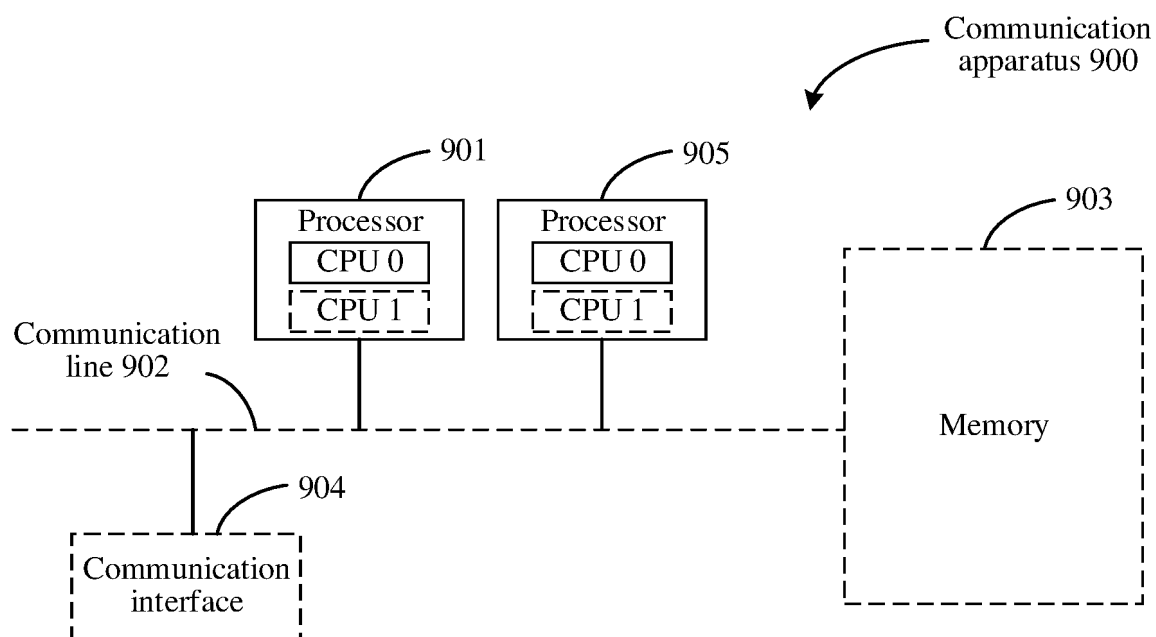 Communication
apparatus 900
901
905
903
Processor
CPU 0
CPU 1
Processor
CPU 0
CPU 1
Communication
line 902
Memory
904
Communication
interface